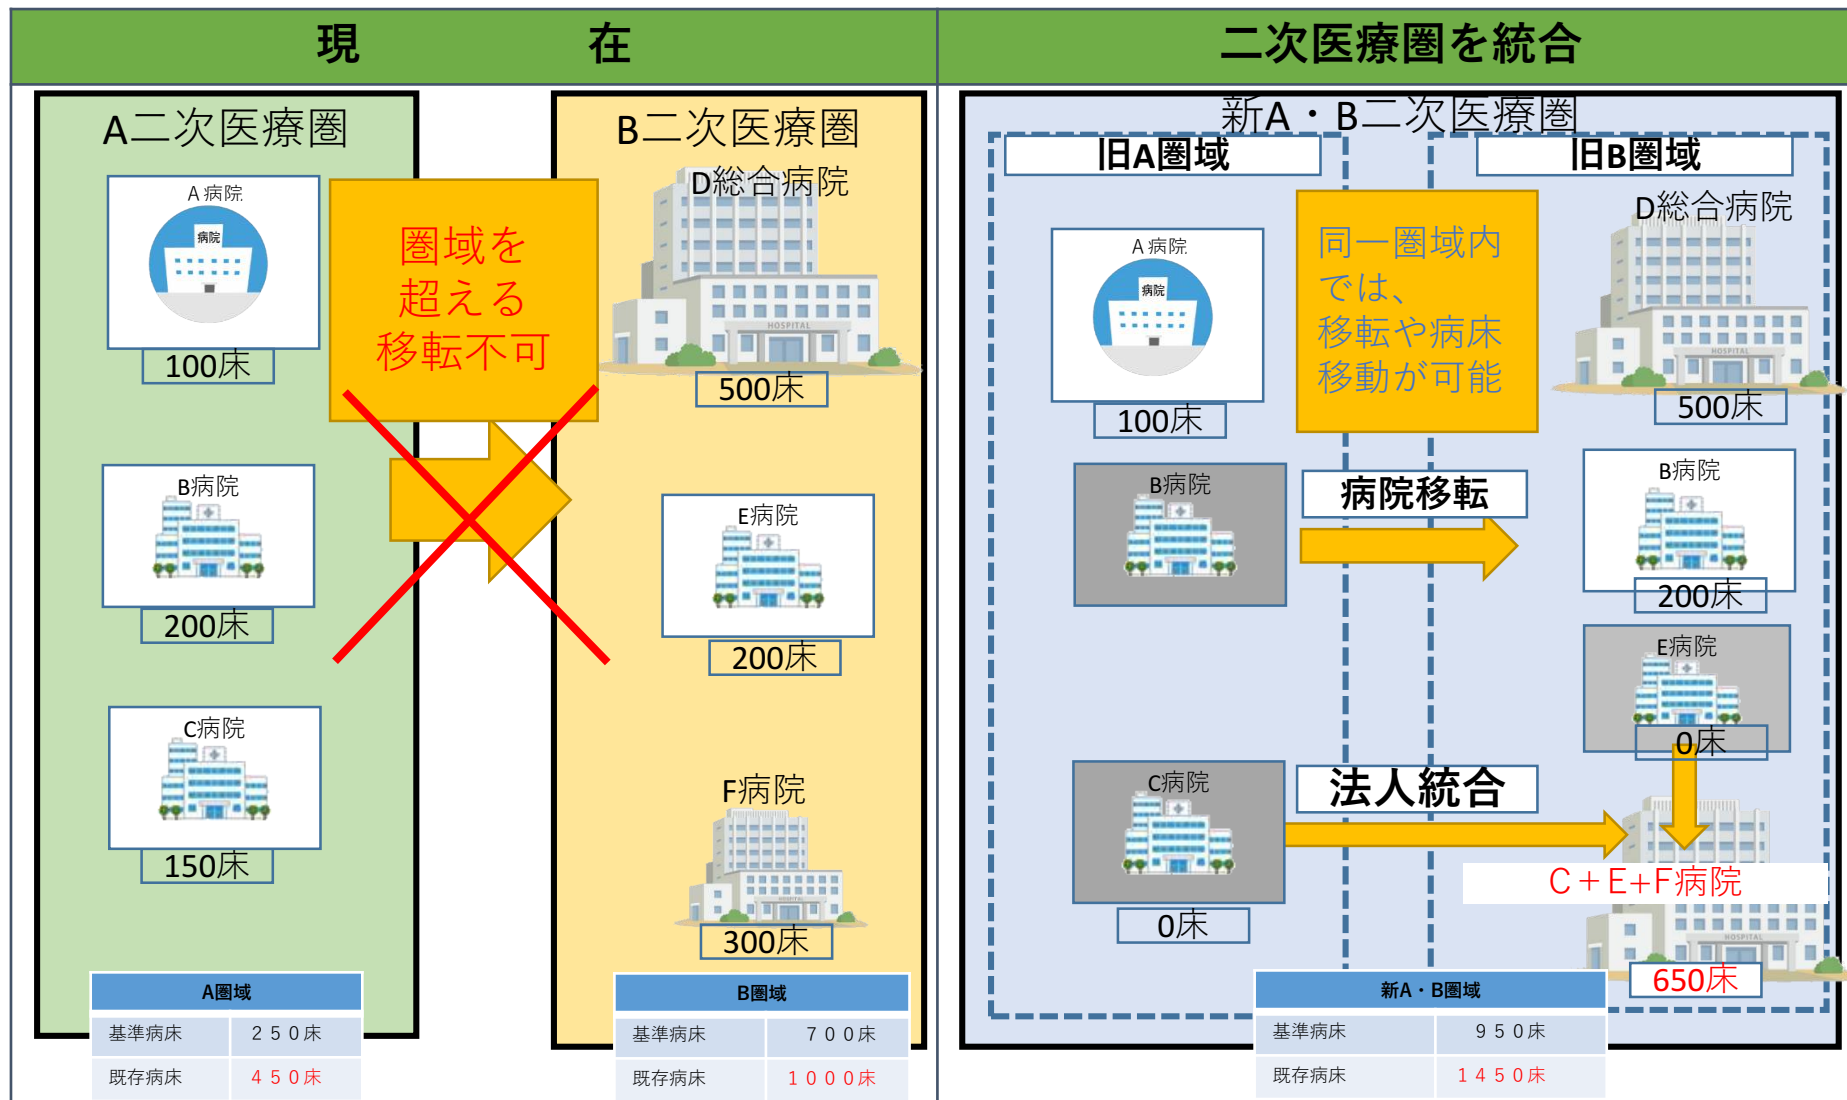 現　　在
二次医療圏を統合
A二次医療圏
A 病院
病院
100床
B病院
200床
C病院
150床
A圏域
基準病床 ２５０床
既存病床 ４５０床
圏域を
超える
移転不可
B二次医療圏
D総合病院
HOSPITAL
500床
E病院
200床
F病院
HOSPITAL
300床
B圏域
基準病床 ７００床
既存病床 １０００床
新A・B二次医療圏
旧A圏域
A 病院
病院
100床
B病院
C病院
0床
同一圏域内
では、
移転や病床
移動が可能
病院移転
法人統合
旧B圏域
D総合病院
HOSPITAL
500床
B病院
200床
E病院
0床
C＋E+F病院
HOSPITAL
650床
新A・B圏域
基準病床 ９５０床
既存病床 １４５０床